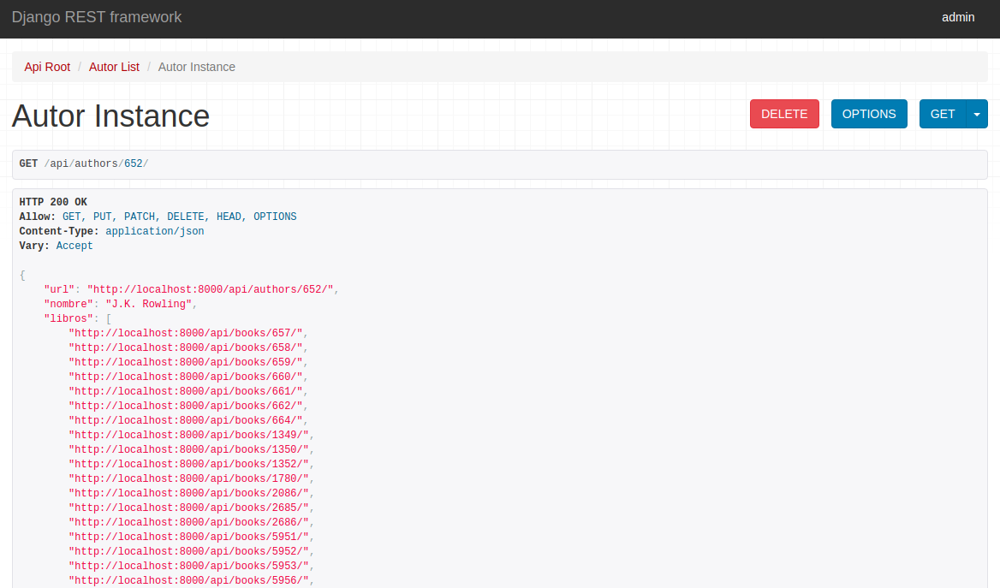 Django REST framework
admin
Api Root / Autor List / Autor Instance
Autor Instance
DELETE
OPTIONS
GET
GET /api/authors/652/
HTTP 200 OK
Allow: GET, PUT, PATCH, DELETE, HEAD, OPTIONS
Content-Type: application/json
Vary: Accept
{
    "url": "http://localhost:8000/api/authors/652/",
    "nombre": "J.K. Rowling",
    "libros": [
        "http://localhost:8000/api/books/657/",
        "http://localhost:8000/api/books/658/",
        "http://localhost:8000/api/books/659/",
        "http://localhost:8000/api/books/660/",
        "http://localhost:8000/api/books/661/",
        "http://localhost:8000/api/books/662/",
        "http://localhost:8000/api/books/664/",
        "http://localhost:8000/api/books/1349/",
        "http://localhost:8000/api/books/1350/",
        "http://localhost:8000/api/books/1352/",
        "http://localhost:8000/api/books/1780/",
        "http://localhost:8000/api/books/2086/",
        "http://localhost:8000/api/books/2685/",
        "http://localhost:8000/api/books/2686/",
        "http://localhost:8000/api/books/5951/",
        "http://localhost:8000/api/books/5952/",
        "http://localhost:8000/api/books/5953/",
        "http://localhost:8000/api/books/5956/",